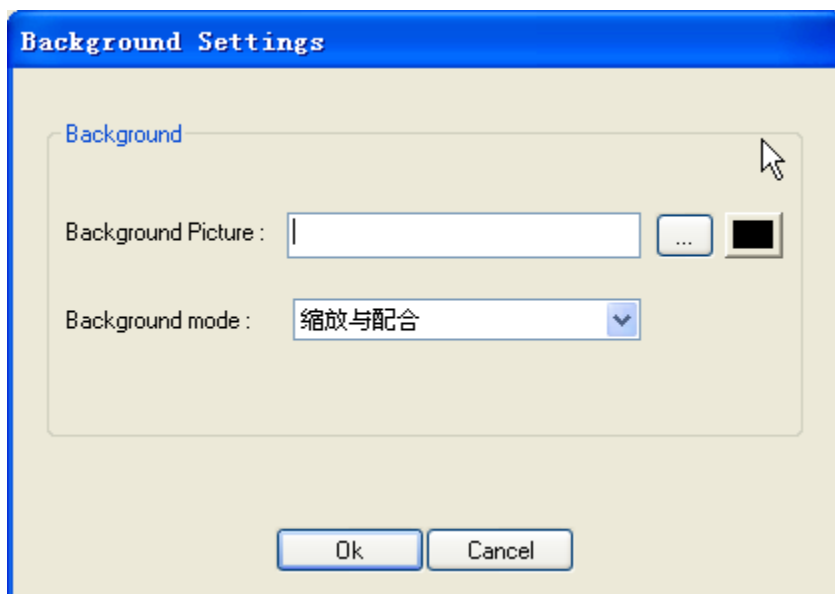 Background Settings
Background
Background Picture :
...
Background mode :
缩放与配合
Ok
Cancel